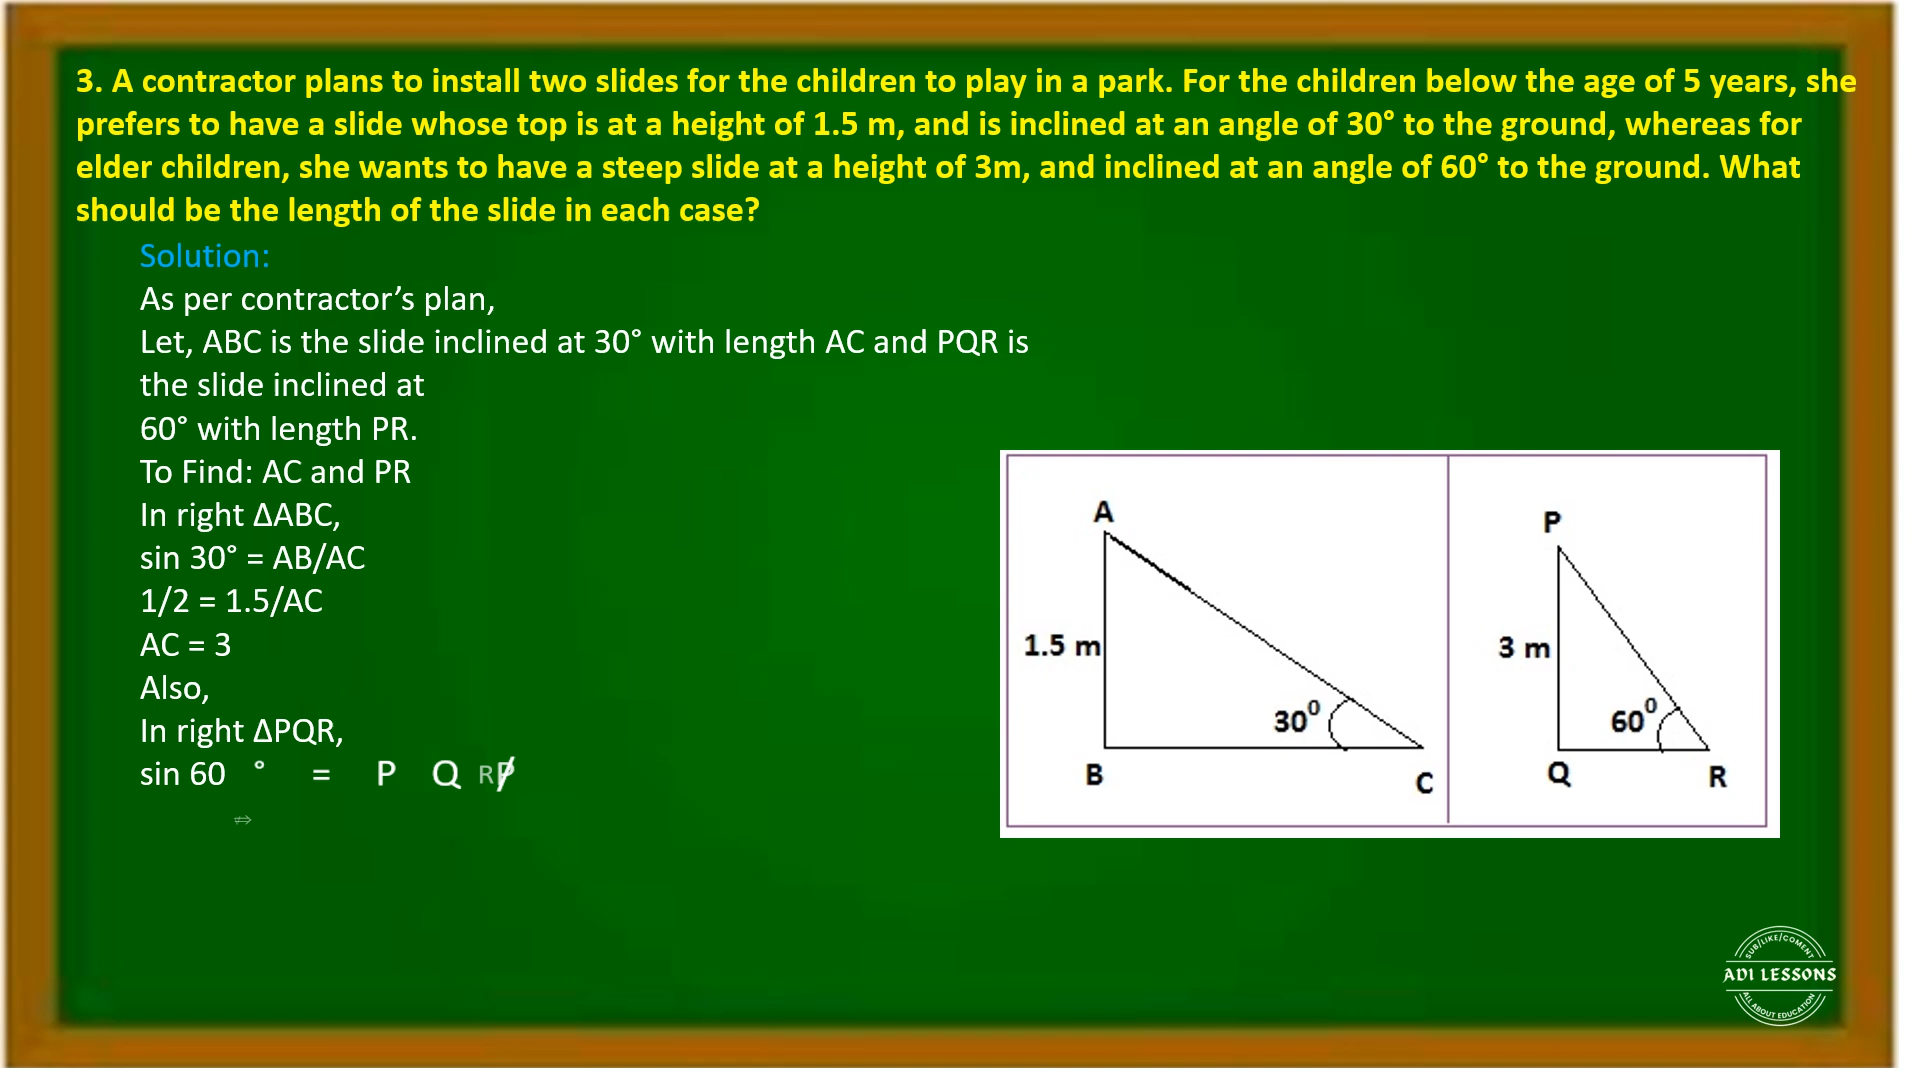 3. A contractor plans to install two slides for the children to play in a park. For the children below the age of 5 years, she
prefers to have a slide whose top is at a height of 1.5 m, and is inclined at an angle of 30° to the ground, whereas for
elder children, she wants to have a steep slide at a height of 3m, and inclined at an angle of 60° to the ground. What
should be the length of the slide in each case?
Solution:
As per contractor’s plan,
Let, ABC is the slide inclined at 30° with length AC and PQR is
the slide inclined at
60° with length PR.
To Find: AC and PR
In right ΔABC,
sin 30° = AB/AC
1/2 = 1.5/AC
AC = 3
Also,
In right ΔPQR,
sin 60 ° = P Q
A
1.5 m
30⁰
B
C
P
3 m
60⁰
Q
R
SUB/LIKE/COMENT
ADI LESSONS
ALL ABOUT EDUCATION